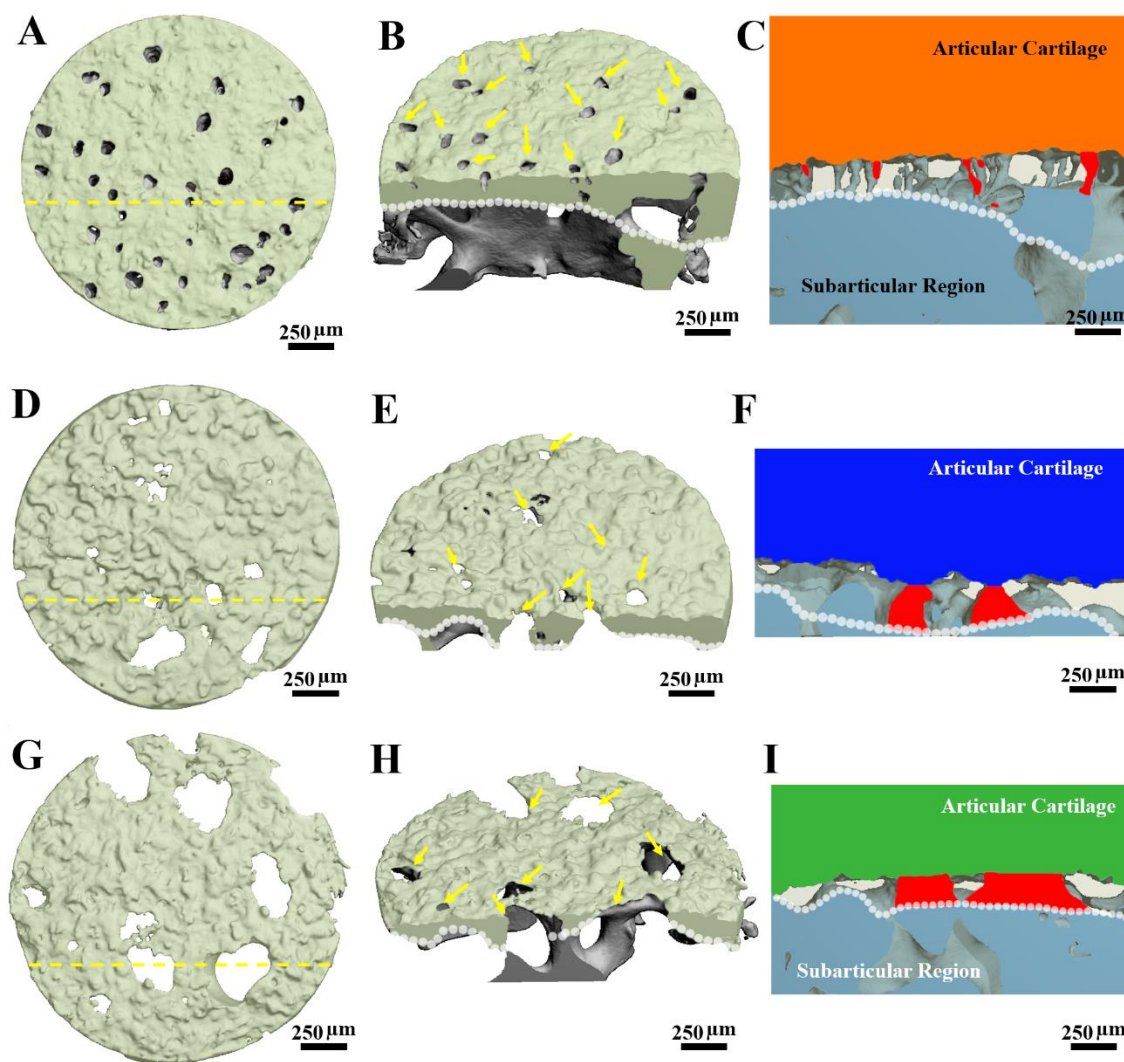 A
B
C
Articular Cartilage
Subarticular Region
250 μm
250 μm
250 μm
D
E
F
Articular Cartilage
250 μm
250 μm
250 μm
G
H
I
Articular Cartilage
Subarticular Region
250 μm
250 μm
250 μm